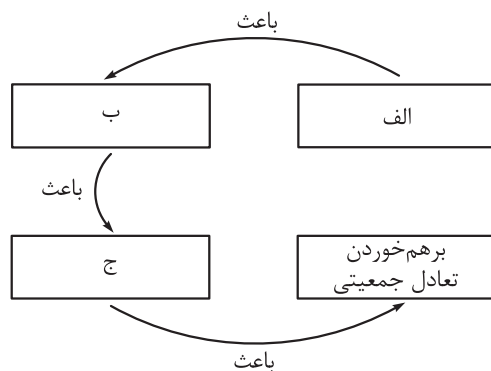 باعث
الف
ب
باعث
ج
برهم‌خوردن
تعادل جمعیتی
باعث